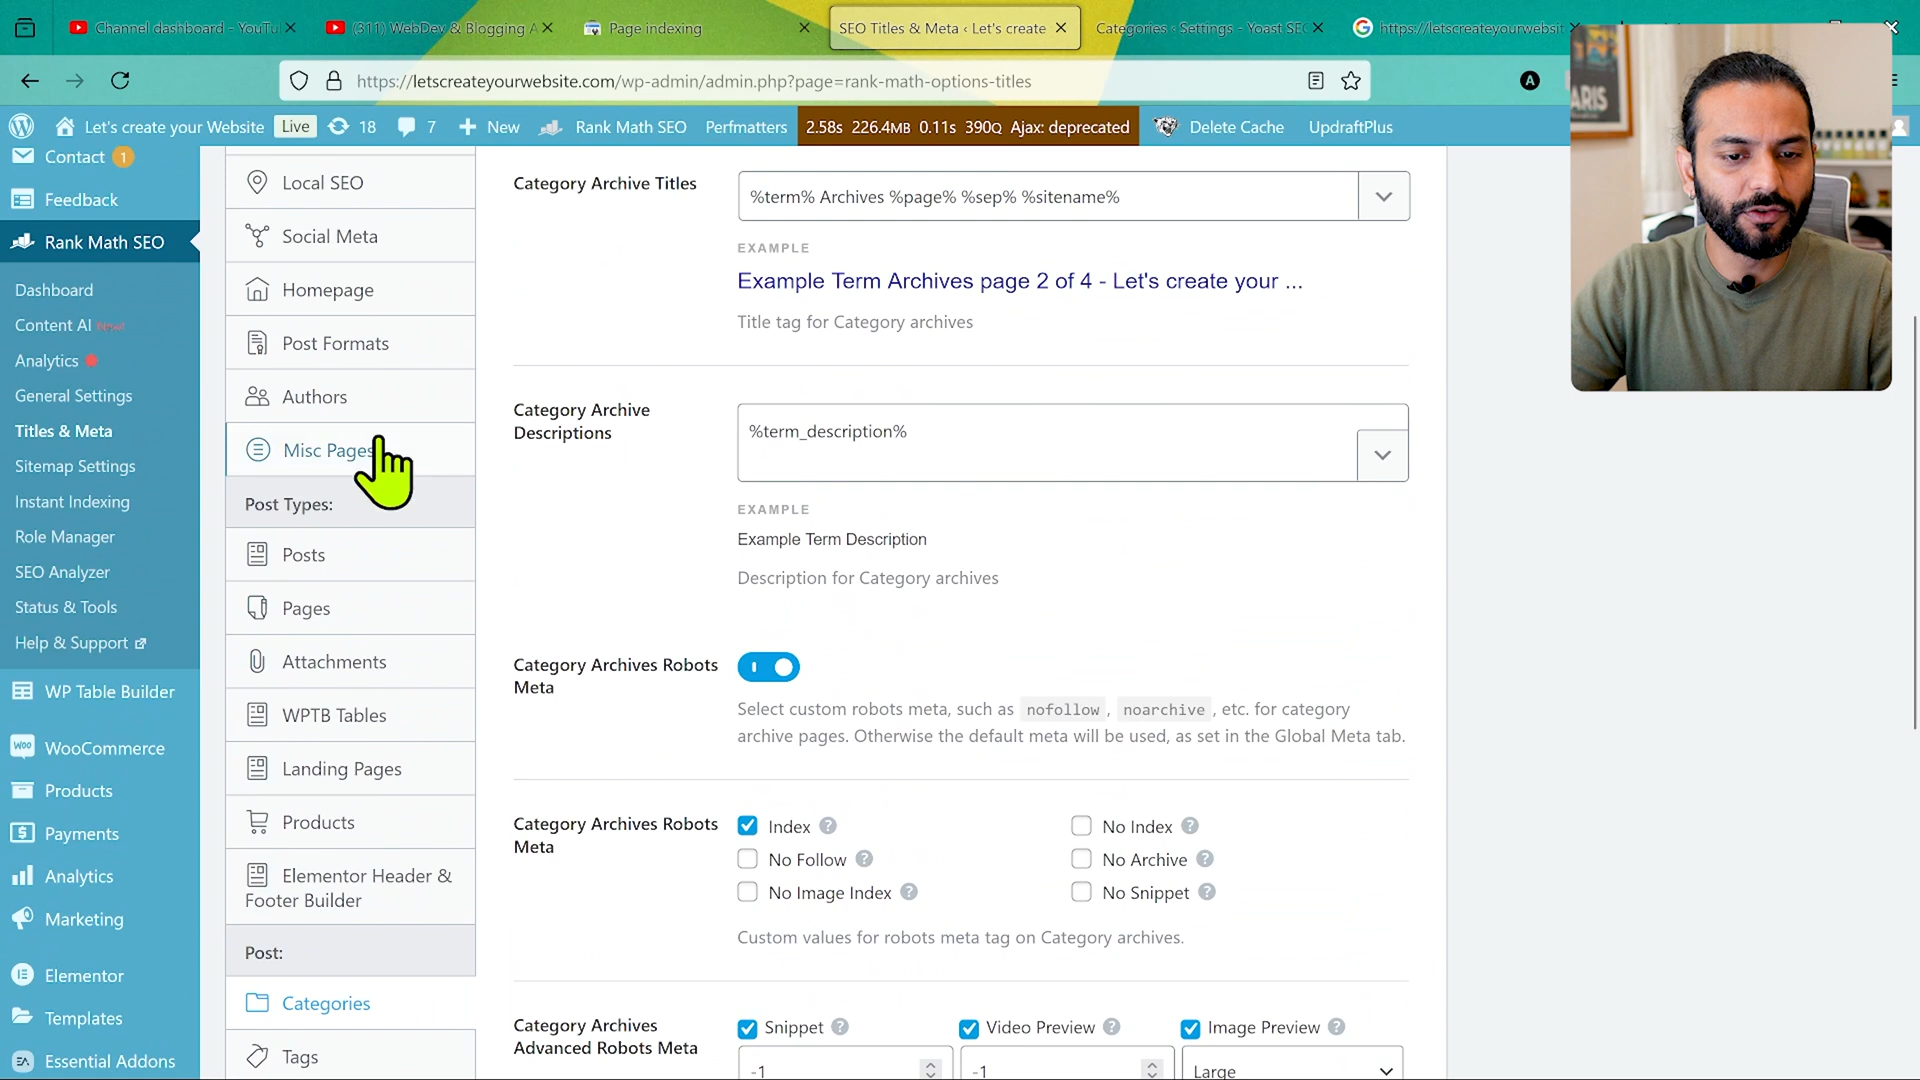 Channel dashboard - YouTu
(311) WebDev & Blogging A
Page indexing
SEO Titles & Meta ‹ Let's create
Categories ‹ Settings - Yoast SEO
https://letscreateyourwebsit
https://letscreateyourwebsite.com/wp-admin/admin.php?page=rank-math-options-titles
A
Let's create your Website
Live
18
7
New
Rank Math SEO
Perfmatters
2.58s 226.4MB 0.11s 390Q Ajax: deprecated
Delete Cache
UpdraftPlus
ARIS
Contact 1
Feedback
Rank Math SEO
Dashboard
Content AI New!
Analytics
General Settings
Titles & Meta
Sitemap Settings
Instant Indexing
Role Manager
SEO Analyzer
Status & Tools
Help & Support
WP Table Builder
WOO WooCommerce
Products
$ Payments
Analytics
Marketing
Elementor
Templates
EA Essential Addons
Local SEO
Social Meta
Homepage
Post Formats
Authors
Misc Pages
Post Types:
Posts
Pages
Attachments
WPTB Tables
Landing Pages
Products
Elementor Header &
Footer Builder
Post:
Categories
Tags
Category Archive Titles
%term% Archives %page% %sep% %sitename%
EXAMPLE
Example Term Archives page 2 of 4 - Let's create your ...
Title tag for Category archives
Category Archive
Descriptions
%term_description%
EXAMPLE
Example Term Description
Description for Category archives
Category Archives Robots
Meta
Select custom robots meta, such as nofollow, noarchive, etc. for category
archive pages. Otherwise the default meta will be used, as set in the Global Meta tab.
Category Archives Robots
Meta
Index ?
No Index ?
No Follow ?
No Archive ?
No Image Index ?
No Snippet ?
Custom values for robots meta tag on Category archives.
Category Archives
Advanced Robots Meta
Snippet ?
Video Preview ?
Image Preview ?
-1
-1
Large